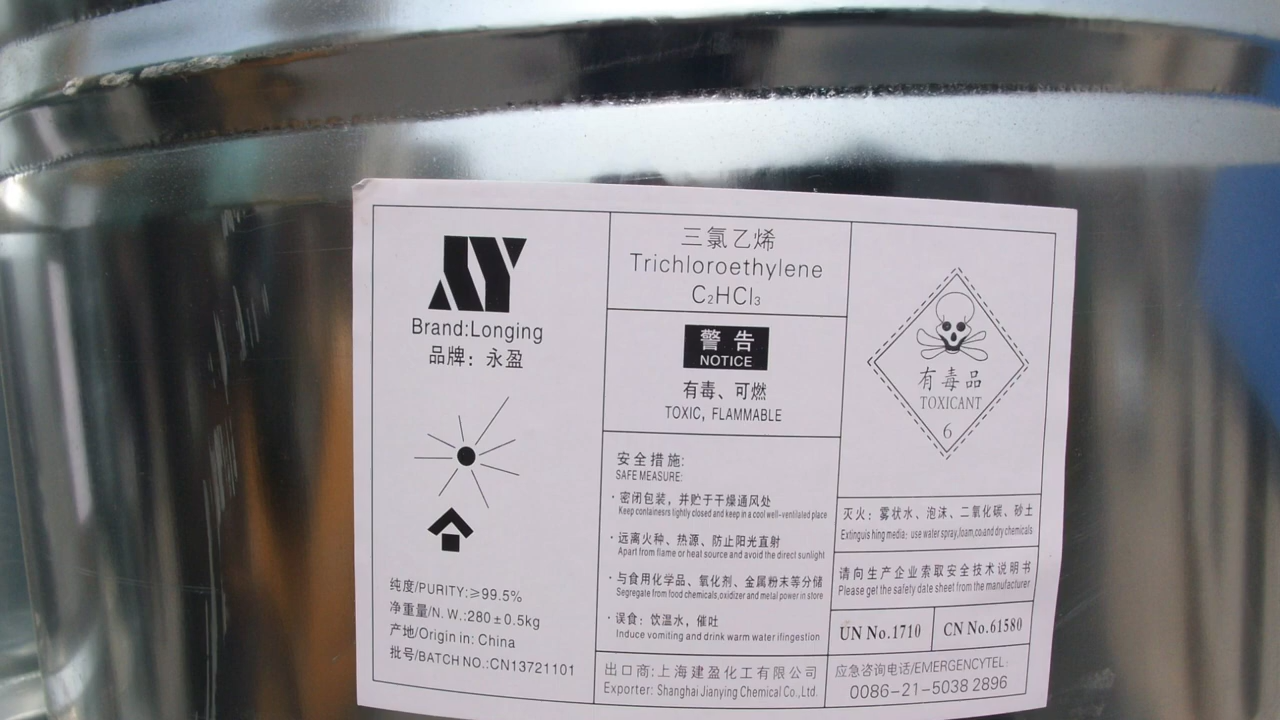 Brand:Longing
品牌：永盈
纯度/PURITY:≥99.5%
净重量/N. W.:280±0.5kg
产地/Origin in: China
批号/BATCH NO.:CN13721101
三氯乙烯
Trichloroethylene
C₂HCl₃
警告
NOTICE
有毒、可燃
TOXIC, FLAMMABLE
安全措施:
SAFE MEASURE:
·密闭包装，并贮于干燥通风处
Keep containesrs tightly closed and keep in a cool well-ventilated place
·远离火种、热源、防止阳光直射
Apart from flame or heat source and avoid the direct sunlight
·与食用化学品、氧化剂、金属粉末等分储
Segregate from food chemicals,oxidizer and metal power in store
·误食：饮温水，催吐
Induce vomiting and drink warm water ifingestion
出口商:上海建盈化工有限公司
Exporter: Shanghai Jianying Chemical Co.,Ltd.
有毒品
TOXICANT
6
灭火：雾状水、泡沫、二氧化碳、砂土
Extinguis hing media: use water spray,foam,co₂and dry chemicals
请向生产企业索取安全技术说明书
Please get the safety date sheet from the manufacturer
UN No.1710
CN No.61580
应急咨询电话/EMERGENCYTEL:
0086-21-5038 2896